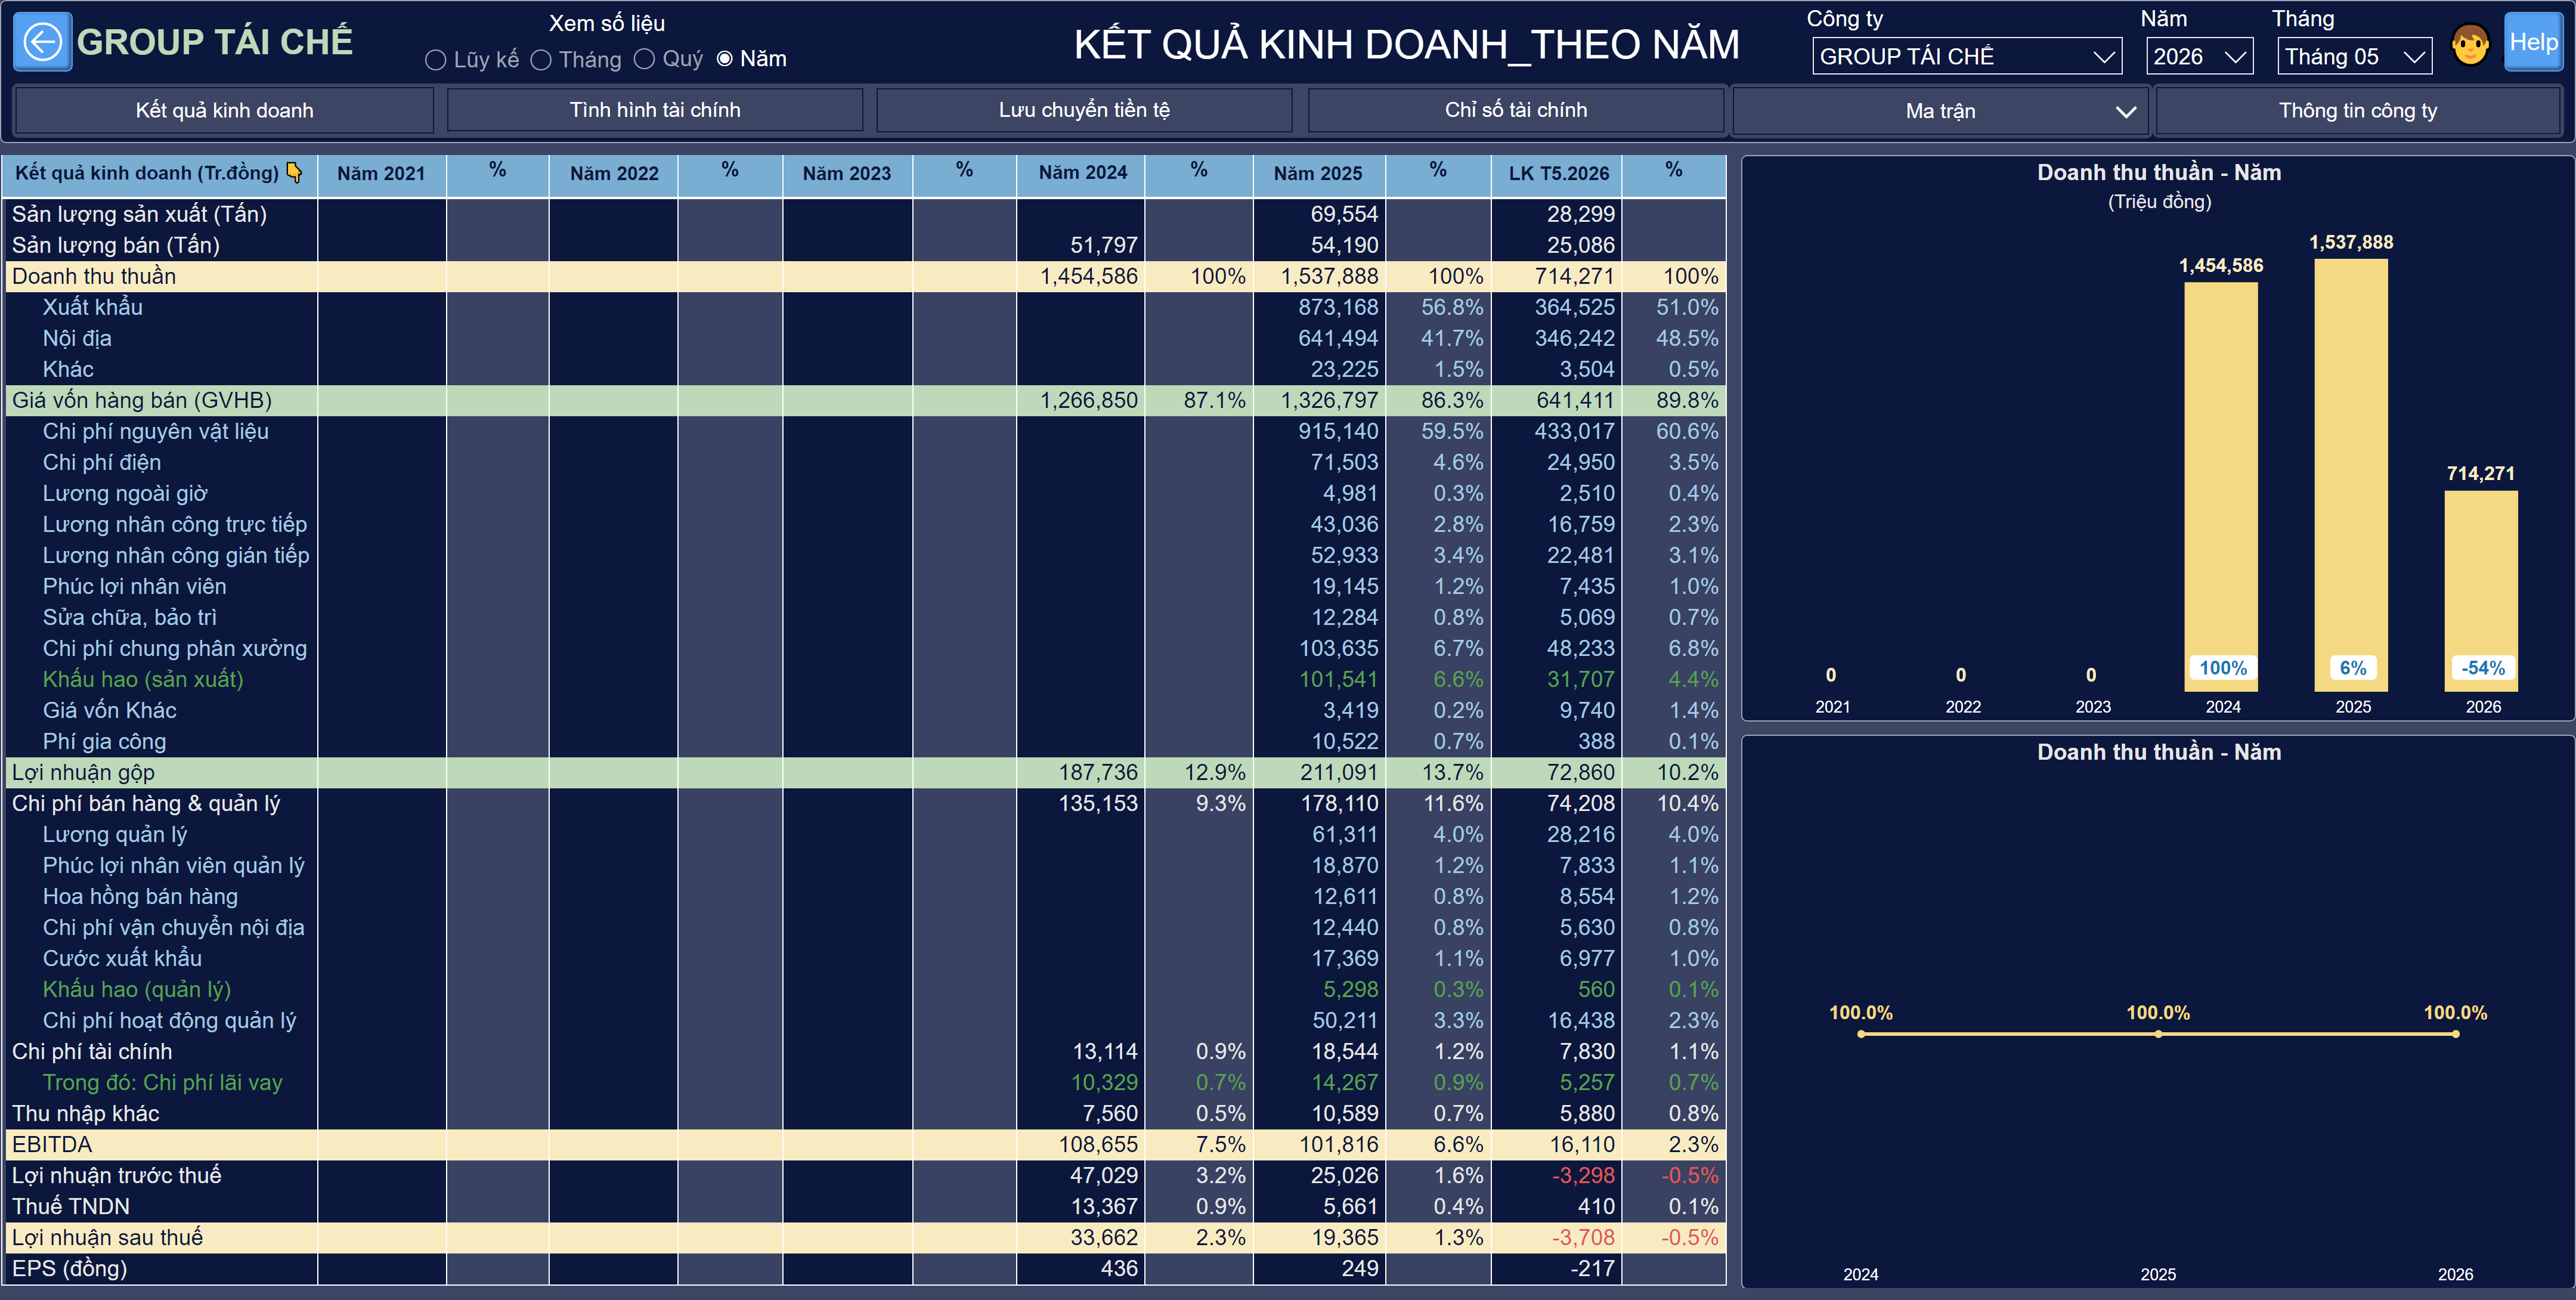 GROUP TÁI CHẾ
Xem số liệu
Lũy kế Tháng Quý Năm
KẾT QUẢ KINH DOANH_THEO NĂM
Công ty Năm Tháng
GROUP TÁI CHẾ 2026 Tháng 05
Help
Kết quả kinh doanh Tình hình tài chính Lưu chuyển tiền tệ Chỉ số tài chính Ma trận Thông tin công ty
Kết quả kinh doanh (Tr.đồng) Năm 2021 % Năm 2022 % Năm 2023 % Năm 2024 % Năm 2025 % LK T5.2026 %
Sản lượng sản xuất (Tấn) 69,554 28,299
Sản lượng bán (Tấn) 51,797 54,190 25,086
Doanh thu thuần 1,454,586 100% 1,537,888 100% 714,271 100%
Xuất khẩu 873,168 56.8% 364,525 51.0%
Nội địa 641,494 41.7% 346,242 48.5%
Khác 23,225 1.5% 3,504 0.5%
Giá vốn hàng bán (GVHB) 1,266,850 87.1% 1,326,797 86.3% 641,411 89.8%
Chi phí nguyên vật liệu 915,140 59.5% 433,017 60.6%
Chi phí điện 71,503 4.6% 24,950 3.5%
Lương ngoài giờ 4,981 0.3% 2,510 0.4%
Lương nhân công trực tiếp 43,036 2.8% 16,759 2.3%
Lương nhân công gián tiếp 52,933 3.4% 22,481 3.1%
Phúc lợi nhân viên 19,145 1.2% 7,435 1.0%
Sửa chữa, bảo trì 12,284 0.8% 5,069 0.7%
Chi phí chung phân xưởng 103,635 6.7% 48,233 6.8%
Khấu hao (sản xuất) 101,541 6.6% 31,707 4.4%
Giá vốn Khác 3,419 0.2% 9,740 1.4%
Phí gia công 10,522 0.7% 388 0.1%
Lợi nhuận gộp 187,736 12.9% 211,091 13.7% 72,860 10.2%
Chi phí bán hàng & quản lý 135,153 9.3% 178,110 11.6% 74,208 10.4%
Lương quản lý 61,311 4.0% 28,216 4.0%
Phúc lợi nhân viên quản lý 18,870 1.2% 7,833 1.1%
Hoa hồng bán hàng 12,611 0.8% 8,554 1.2%
Chi phí vận chuyển nội địa 12,440 0.8% 5,630 0.8%
Cước xuất khẩu 17,369 1.1% 6,977 1.0%
Khấu hao (quản lý) 5,298 0.3% 560 0.1%
Chi phí hoạt động quản lý 50,211 3.3% 16,438 2.3%
Chi phí tài chính 13,114 0.9% 18,544 1.2% 7,830 1.1%
Trong đó: Chi phí lãi vay 10,329 0.7% 14,267 0.9% 5,257 0.7%
Thu nhập khác 7,560 0.5% 10,589 0.7% 5,880 0.8%
EBITDA 108,655 7.5% 101,816 6.6% 16,110 2.3%
Lợi nhuận trước thuế 47,029 3.2% 25,026 1.6% -3,298 -0.5%
Thuế TNDN 13,367 0.9% 5,661 0.4% 410 0.1%
Lợi nhuận sau thuế 33,662 2.3% 19,365 1.3% -3,708 -0.5%
EPS (đồng) 436 249 -217
Doanh thu thuần - Năm
(Triệu đồng)
1,537,888
1,454,586
714,271
0 0 0 100% 6% -54%
2021 2022 2023 2024 2025 2026
Doanh thu thuần - Năm
100.0% 100.0% 100.0%
2024 2025 2026